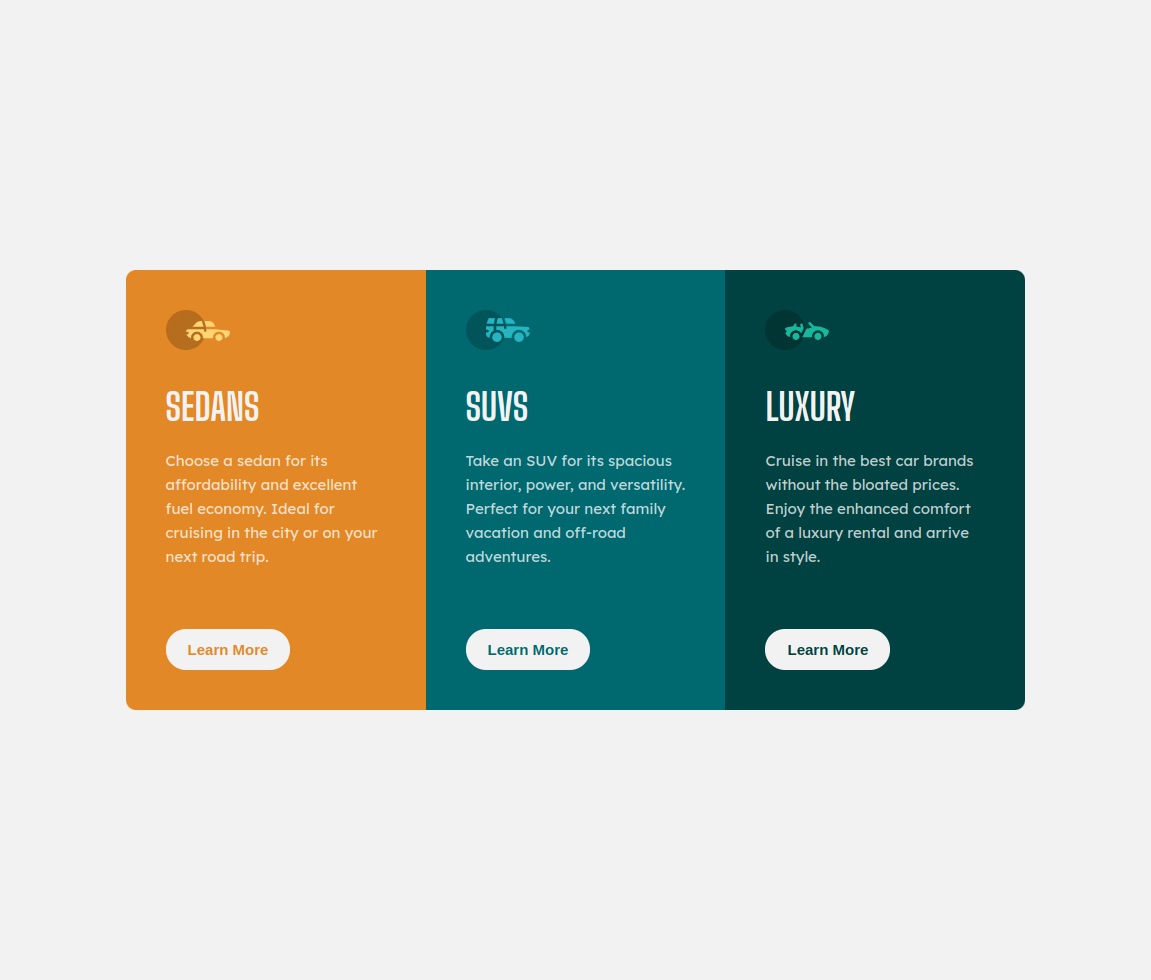 SEDANS
Choose a sedan for its
affordability and excellent
fuel economy. Ideal for
cruising in the city or on your
next road trip.
Learn More
SUVS
Take an SUV for its spacious
interior, power, and versatility.
Perfect for your next family
vacation and off-road
adventures.
Learn More
LUXURY
Cruise in the best car brands
without the bloated prices.
Enjoy the enhanced comfort
of a luxury rental and arrive
in style.
Learn More